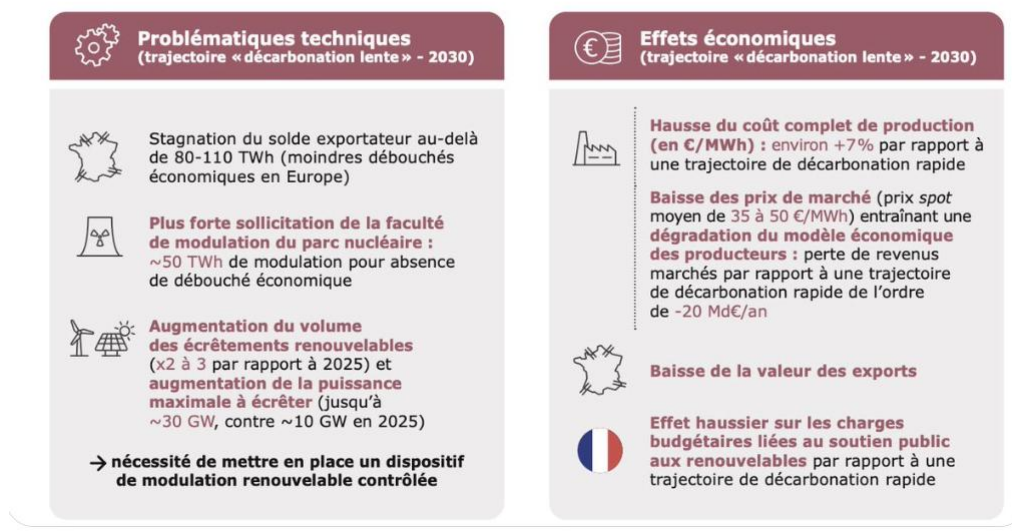 Problématiques techniques
(trajectoire «décarbonation lente» - 2030)
Stagnation du solde exportateur au-delà
de 80-110 TWh (moindres débouchés
économiques en Europe)
Plus forte sollicitation de la faculté
de modulation du parc nucléaire :
~50 TWh de modulation pour absence
de débouché économique
Augmentation du volume
des écrêtements renouvelables
(x2 à 3 par rapport à 2025) et
augmentation de la puissance
maximale à écrêter (jusqu’à
~30 GW, contre ~10 GW en 2025)
→ nécessité de mettre en place un dispositif
de modulation renouvelable contrôlée
Effets économiques
(trajectoire «décarbonation lente» - 2030)
Hausse du coût complet de production
(en €/MWh) : environ +7% par rapport à
une trajectoire de décarbonation rapide
Baisse des prix de marché (prix spot
moyen de 35 à 50 €/MWh) entraînant une
dégradation du modèle économique
des producteurs : perte de revenus
marchés par rapport à une trajectoire
de décarbonation rapide de l’ordre
de -20 Md€/an
Baisse de la valeur des exports
Effet haussier sur les charges
budgétaires liées au soutien public
aux renouvelables par rapport à une
trajectoire de décarbonation rapide